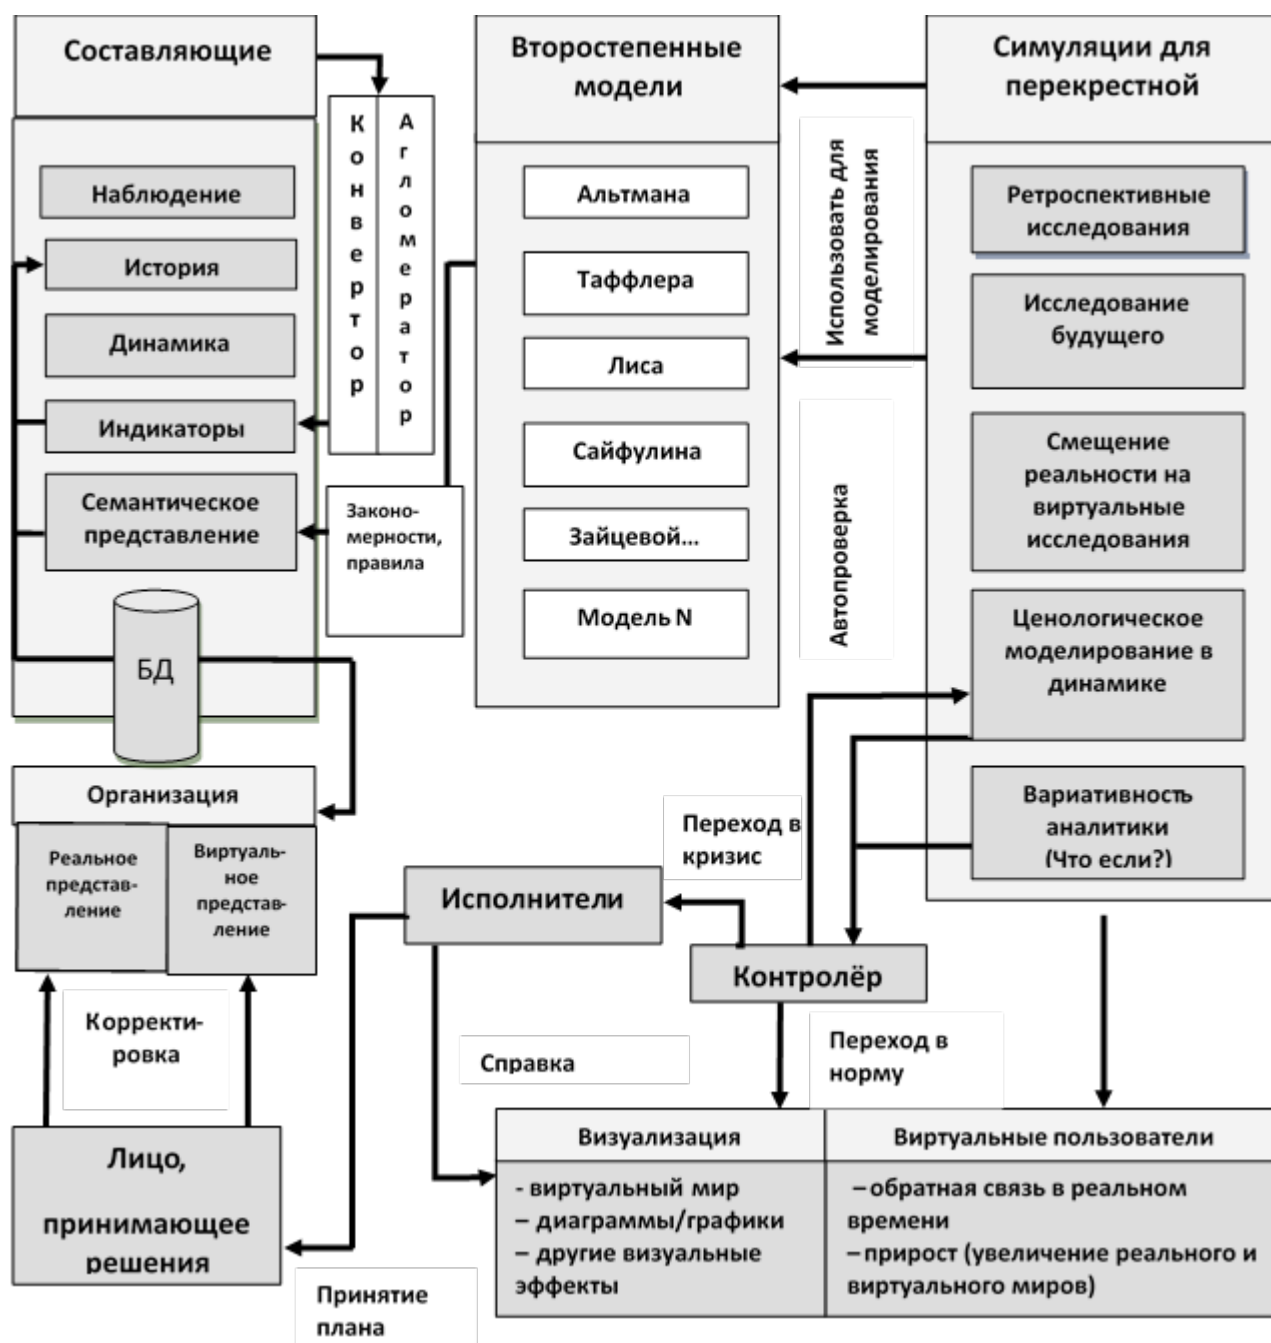 Составляющие
Конвертор
Агломератор
Наблюдение
История
Динамика
Индикаторы
Семантическое
представление
Законо-
мерности,
правила
БД
Второстепенные
модели
Альтмана
Таффлера
Лиса
Сайфулина
Зайцевой...
Модель N
Использовать для
моделирования
Автопроверка
Симуляции для
перекрестной
Ретроспективные
исследования
Исследование
будущего
Смещение
реальности на
виртуальные
исследования
Ценологическое
моделирование в
динамике
Вариативность
аналитики
(Что если?)
Организация
Реальное
представ-
ление
Виртуаль-
ное
представ-
ление
Корректи-
ровка
Лицо,
принимающее
решения
Принятие
плана
Исполнители
Справка
Переход в
кризис
Контролёр
Переход в
норму
Визуализация
- виртуальный мир
– диаграммы/графики
– другие визуальные
эффекты
Виртуальные пользователи
–обратная связь в реальном
времени
–прирост (увеличение реального и
виртуального миров)